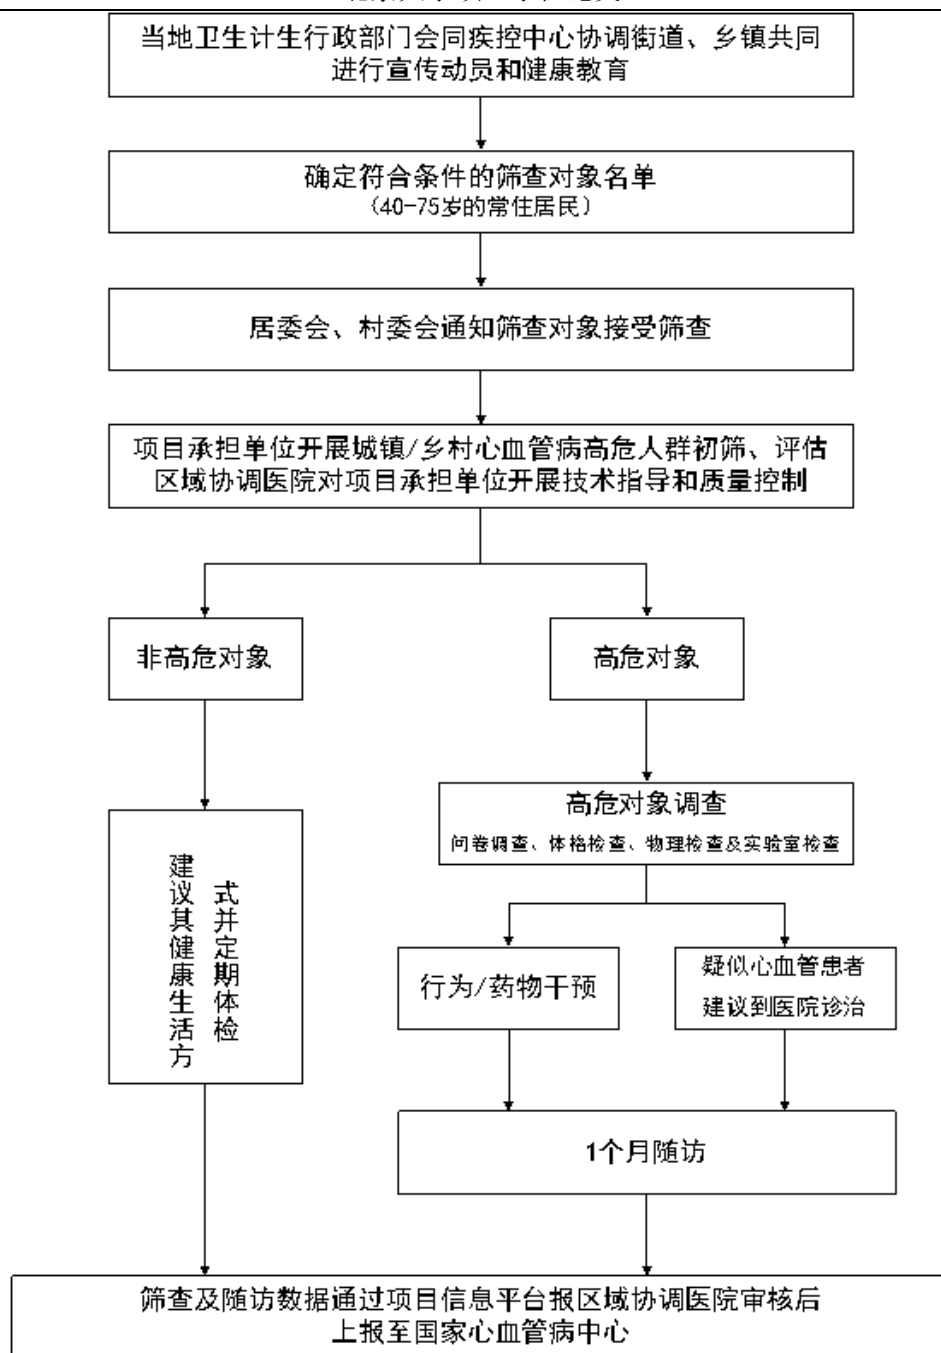 当地卫生计生行政部门会同疾控中心协调街道、乡镇共同
进行宣传动员和健康教育
确定符合条件的筛查对象名单
（40-75岁的常住居民）
居委会、村委会通知筛查对象接受筛查
项目承担单位开展城镇/乡村心血管病高危人群初筛、评估
区域协调医院对项目承担单位开展技术指导和质量控制
非高危对象
高危对象
高危对象调查
问卷调查、体格检查、物理检查及实验室检查
建议其健康生活方
式并定期体检
行为/药物干预
疑似心血管患者
建议到医院诊治
1个月随访
筛查及随访数据通过项目信息平台报区域协调医院审核后
上报至国家心血管病中心